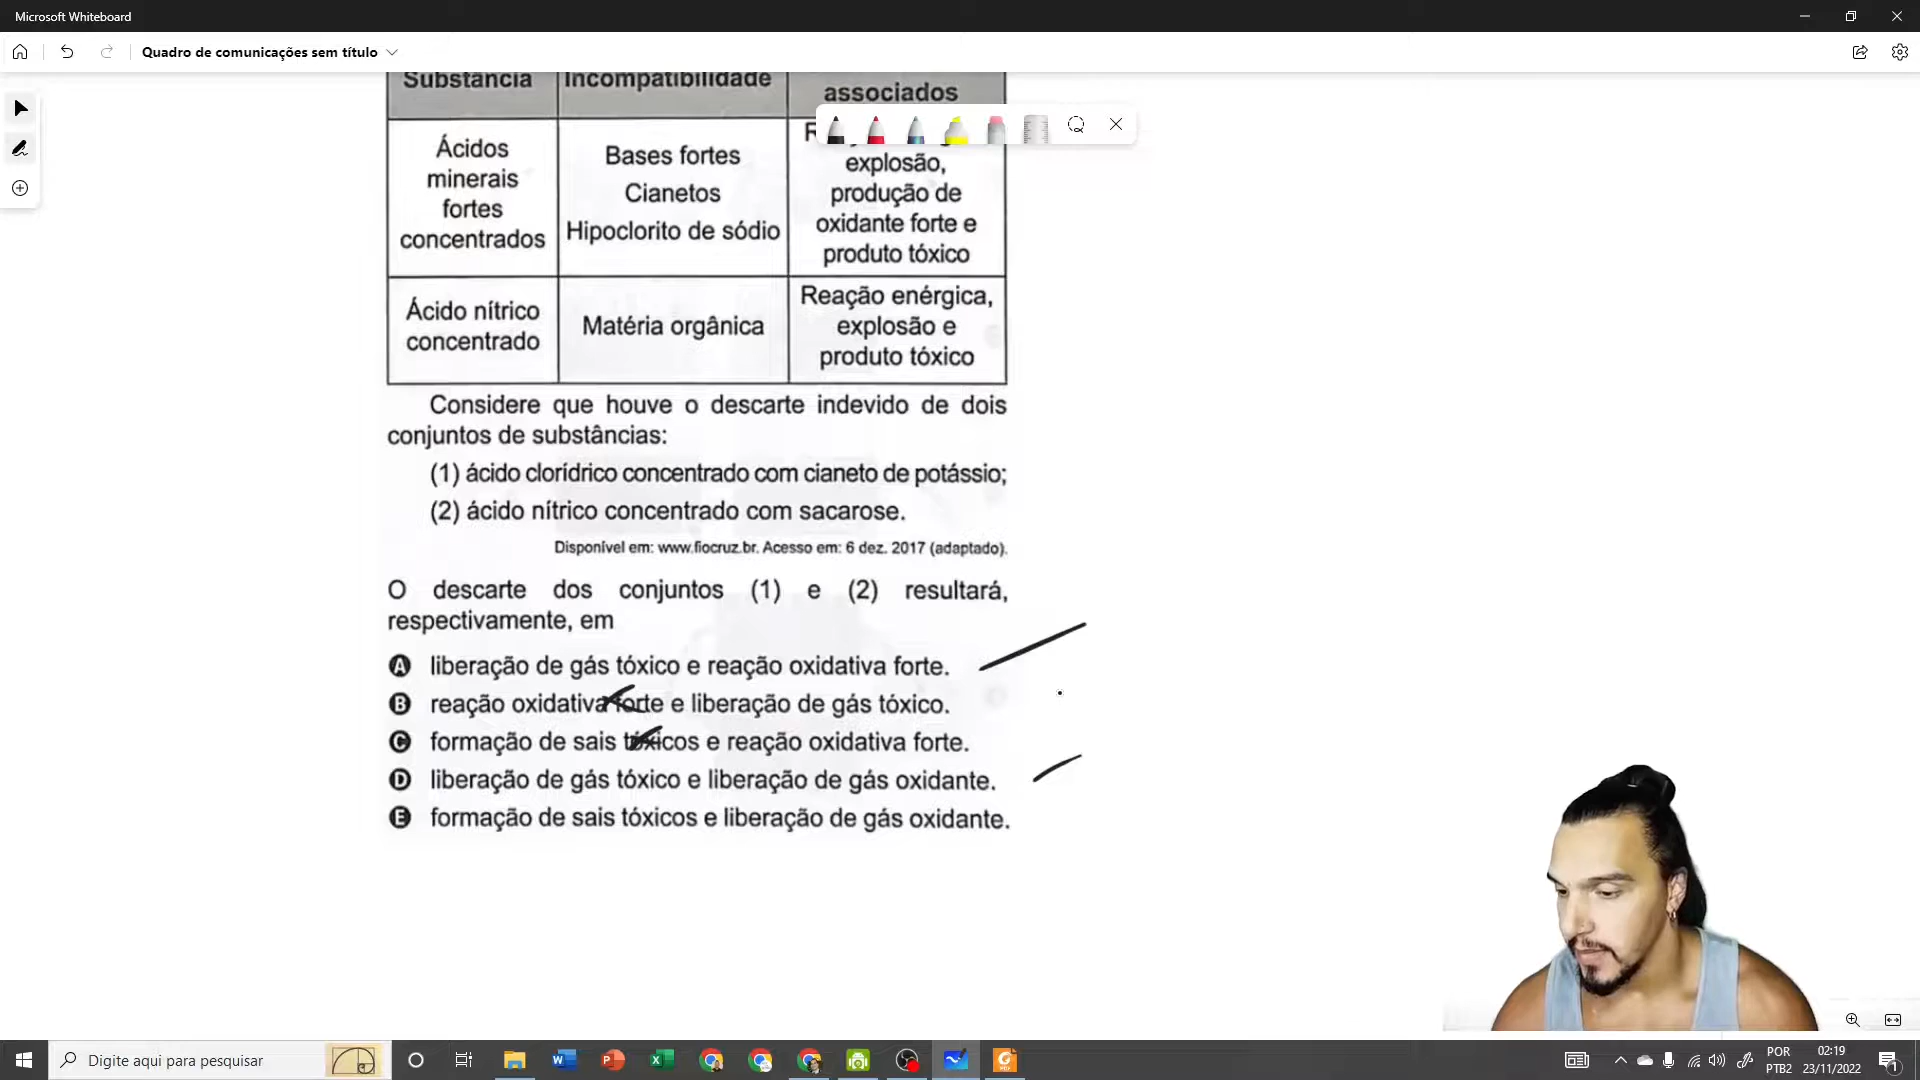 Microsoft Whiteboard
Quadro de comunicações sem título
Substância Incompatibilidade
associados
Ácidos
minerais
fortes
concentrados
Bases fortes
Cianetos
Hipoclorito de sódio
explosão,
produção de
oxidante forte e
produto tóxico
Ácido nítrico
concentrado
Matéria orgânica
Reação enérgica,
explosão e
produto tóxico
Considere que houve o descarte indevido de dois
conjuntos de substâncias:
(1) ácido clorídrico concentrado com cianeto de potássio;
(2) ácido nítrico concentrado com sacarose.
Disponível em: www.fiocruz.br. Acesso em: 6 dez. 2017 (adaptado).
O descarte dos conjuntos (1) e (2) resultará,
respectivamente, em
A liberação de gás tóxico e reação oxidativa forte.
B reação oxidativa forte e liberação de gás tóxico.
C formação de sais tóxicos e reação oxidativa forte.
D liberação de gás tóxico e liberação de gás oxidante.
E formação de sais tóxicos e liberação de gás oxidante.
Digite aqui para pesquisar
POR
PTB2
02:19
23/11/2022